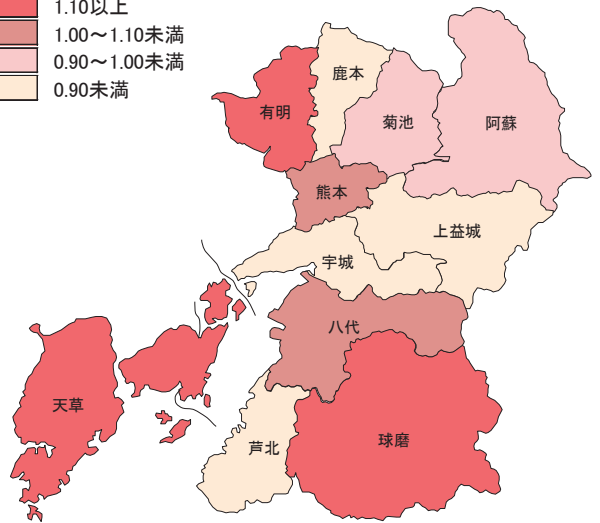 1.10以上
1.00～1.10未満
0.90～1.00未満
0.90未満
鹿本
有明
菊池
阿蘇
熊本
上益城
宇城
八代
天草
球磨
芦北